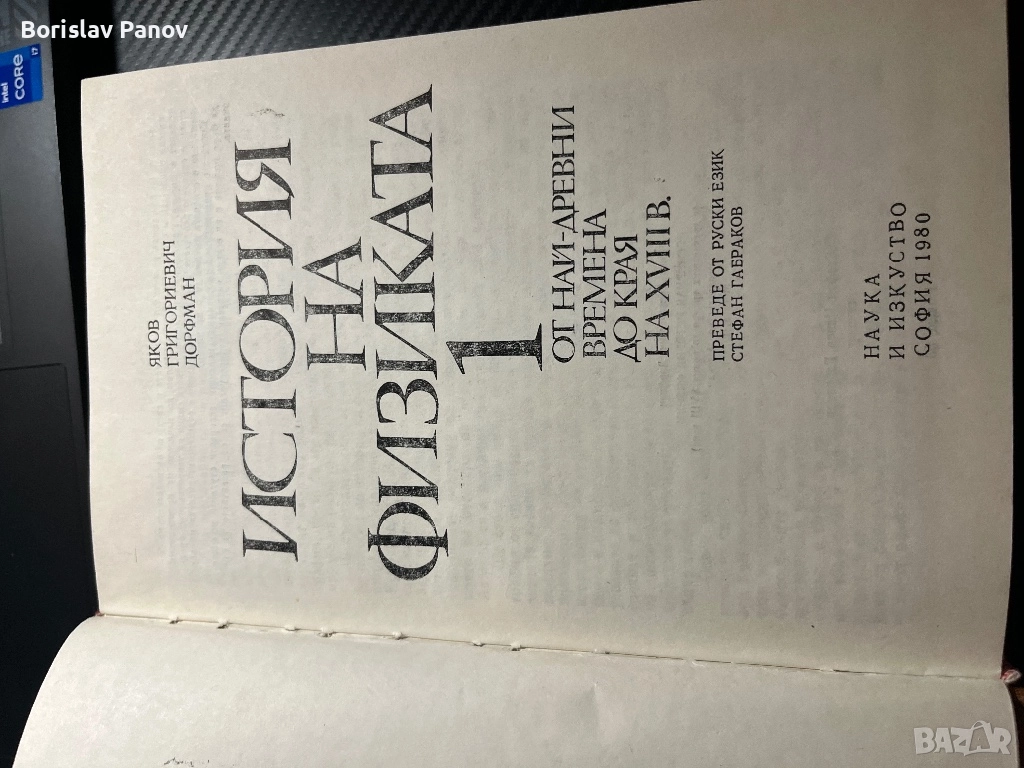 Borislav Panov
intel
CORE
i7
ЯКОВ
ГРИГОРИЕВИЧ
ДОРФМАН
ИСТОРИЯ
НА
ФИЗИКАТА
1
ОТ НАЙ-ДРЕВНИ
ВРЕМЕНА
ДО КРАЯ
НА XVIII В.
ПРЕВЕДЕ ОТ РУСКИ ЕЗИК
СТЕФАН ГАБРАКОВ
НАУКА
И ИЗКУСТВО
СОФИЯ 1980
BAZAR